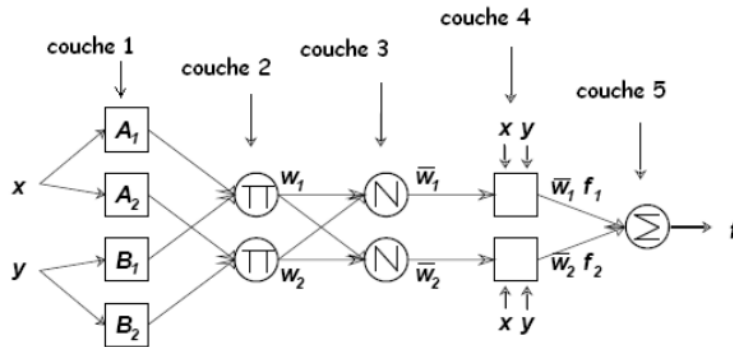 couche 1
couche 2
couche 3
couche 4
couche 5
x
y
A₁
A₂
B₁
B₂
Π
Π
w₁
w₂
N
N
w̅₁
w̅₂
x y
x y
w̅₁ f₁
w̅₂ f₂
Σ
f